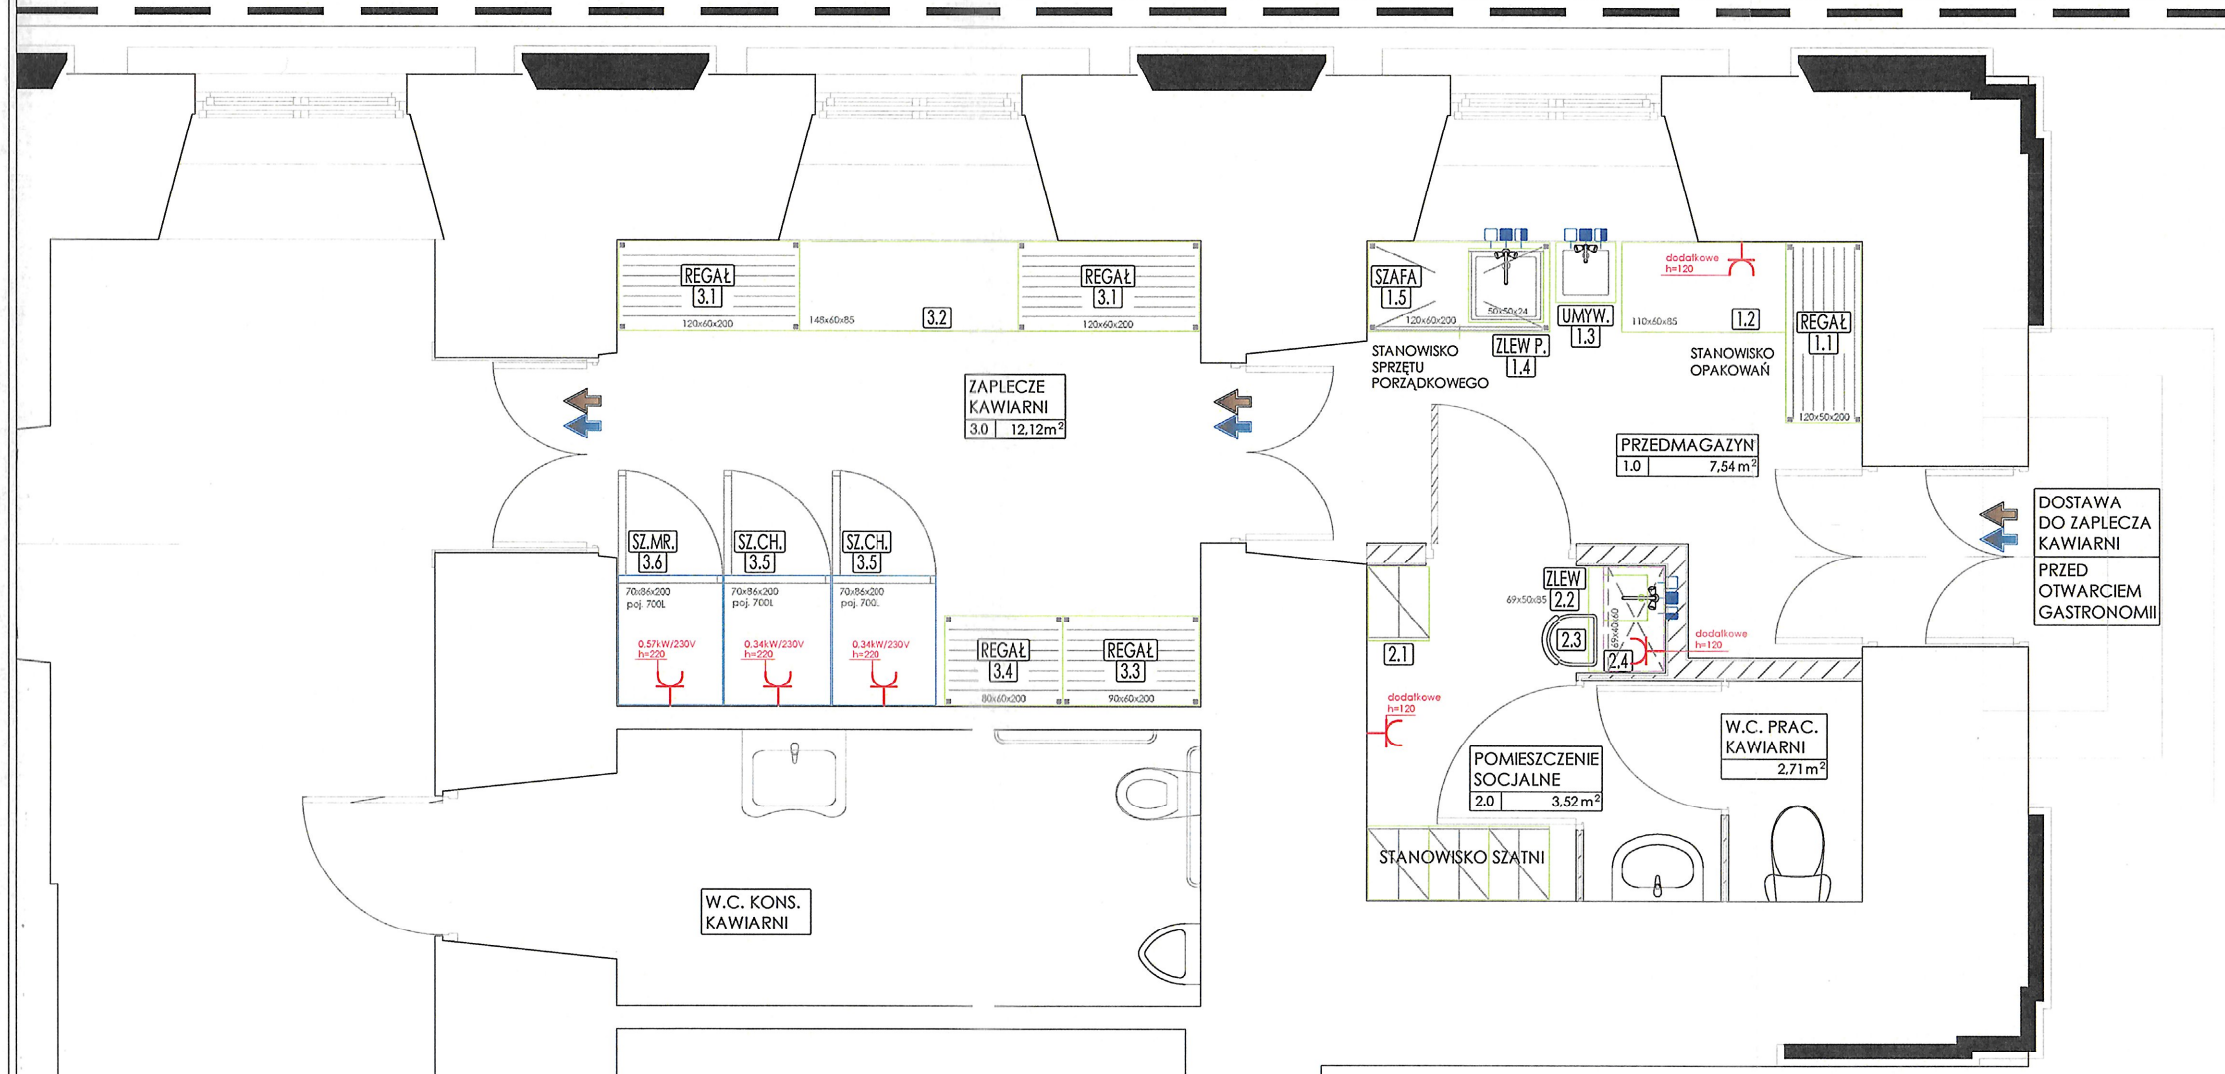 REGAŁ
3.1
120x60x200
148x60x85
3.2
REGAŁ
3.1
120x60x200
SZAFA
1.5
120x60x200
50x50x24
ZLEW P.
1.4
UMYW.
1.3
dodatkowe
h=120
110x60x85
1.2
REGAŁ
1.1
120x50x200
STANOWISKO
SPRZĘTU
PORZĄDKOWEGO
STANOWISKO
OPAKOWAŃ
ZAPLECZE
KAWIARNI
3.0 12,12m²
PRZEDMAGAZYN
1.0 7,54 m²
DOSTAWA
DO ZAPLECZA
KAWIARNI
PRZED
OTWARCIEM
GASTRONOMII
SZ.MR.
3.6
70x86x200
poj. 700L
0.57kW/230V
h=220
SZ.CH.
3.5
70x86x200
poj. 700L
0.34kW/230V
h=220
SZ.CH.
3.5
70x86x200
poj. 700L
0.34kW/230V
h=220
REGAŁ
3.4
80x60x200
REGAŁ
3.3
90x60x200
2.1
ZLEW
2.2
69x50x85
2.3
69x40x60
2.4
dodatkowe
h=120
dodatkowe
h=120
W.C. PRAC.
KAWIARNI
2,71 m²
POMIESZCZENIE
SOCJALNE
2.0 3,52 m²
STANOWISKO SZATNI
W.C. KONS.
KAWIARNI